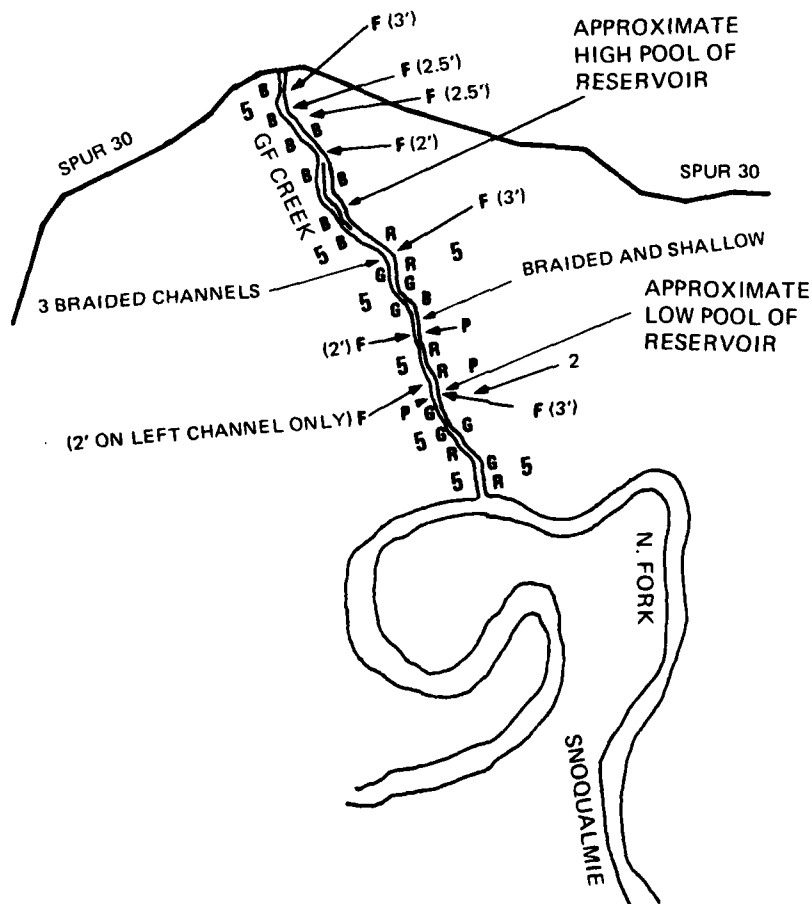 F (3')
APPROXIMATE
HIGH POOL OF
RESERVOIR
F (2.5')
F (2.5')
B
5
B
B
B
F (2')
SPUR 30
GF CREEK
B
B
SPUR 30
B
B
5
R
F (3')
R
5
3 BRAIDED CHANNELS
G
G
BRAIDED AND SHALLOW
5
G
B
APPROXIMATE
LOW POOL OF
RESERVOIR
(2') F
P
R
5
R
P
2
(2' ON LEFT CHANNEL ONLY) F
P
G
F (3')
5
G
G
R
G
5
5
R
N. FORK
SNOQUALMIE